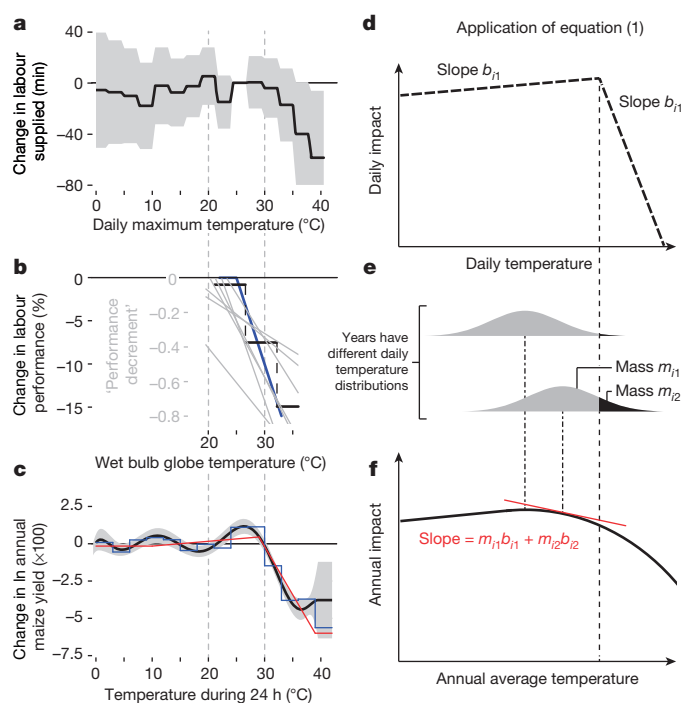 a
Change in labour
supplied (min)
40
0
−40
−80
0
10
20
30
40
Daily maximum temperature (°C)
b
Change in labour
performance (%)
0
−5
−10
−15
'Performance
decrement'
0
−0.2
−0.4
−0.6
−0.8
20
30
Wet bulb globe temperature (°C)
c
Change in ln annual
maize yield (×100)
2.5
0
−2.5
−5
−7.5
0
10
20
30
40
Temperature during 24 h (°C)
d
Application of equation (1)
Slope b_i1
Slope b_i1
Daily impact
Daily temperature
e
Years have
different daily
temperature
distributions
Mass m_i1
Mass m_i2
f
Slope = m_i1b_i1 + m_i2b_i2
Annual impact
Annual average temperature